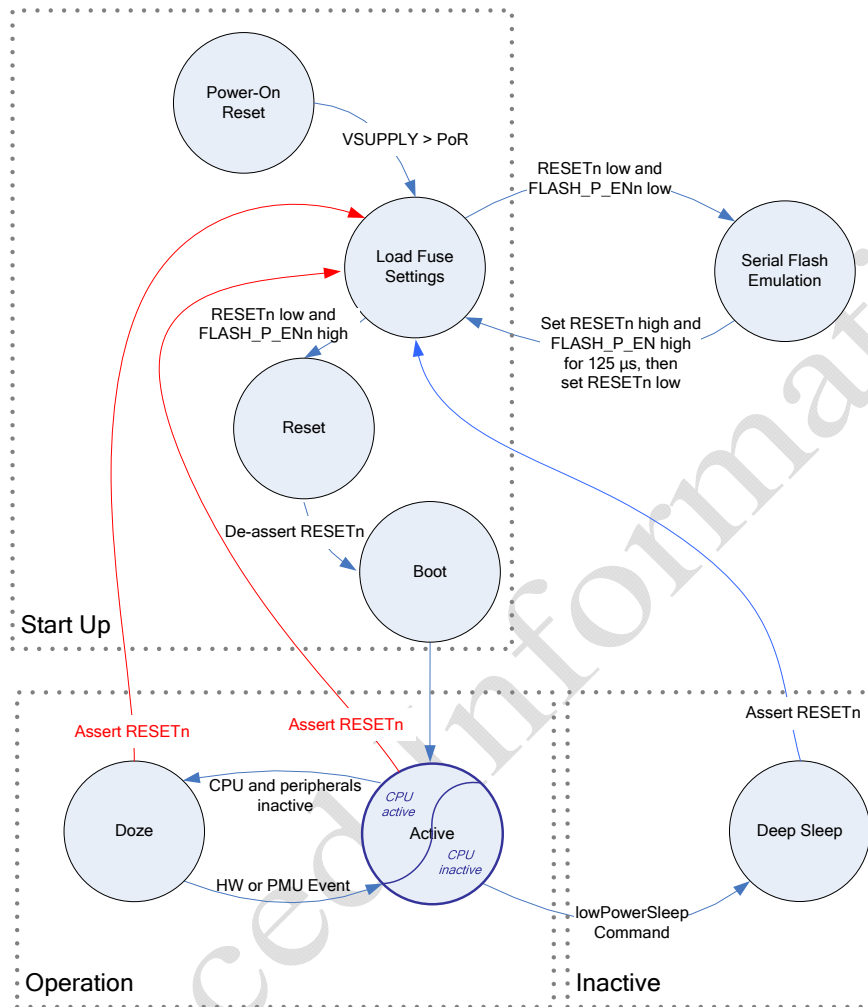 Power-On
Reset
VSUPPLY > PoR
RESETn low and
FLASH_P_ENn low
Load Fuse
Settings
Serial Flash
Emulation
RESETn low and
FLASH_P_ENn high
Set RESETn high and
FLASH_P_EN high
for 125 µs, then
set RESETn low
Reset
De-assert RESETn
Boot
Start Up
Assert RESETn
Assert RESETn
Assert RESETn
CPU and peripherals
inactive
CPU
active
Doze
Active
CPU
inactive
Deep Sleep
HW or PMU Event
lowPowerSleep
Command
Operation
Inactive